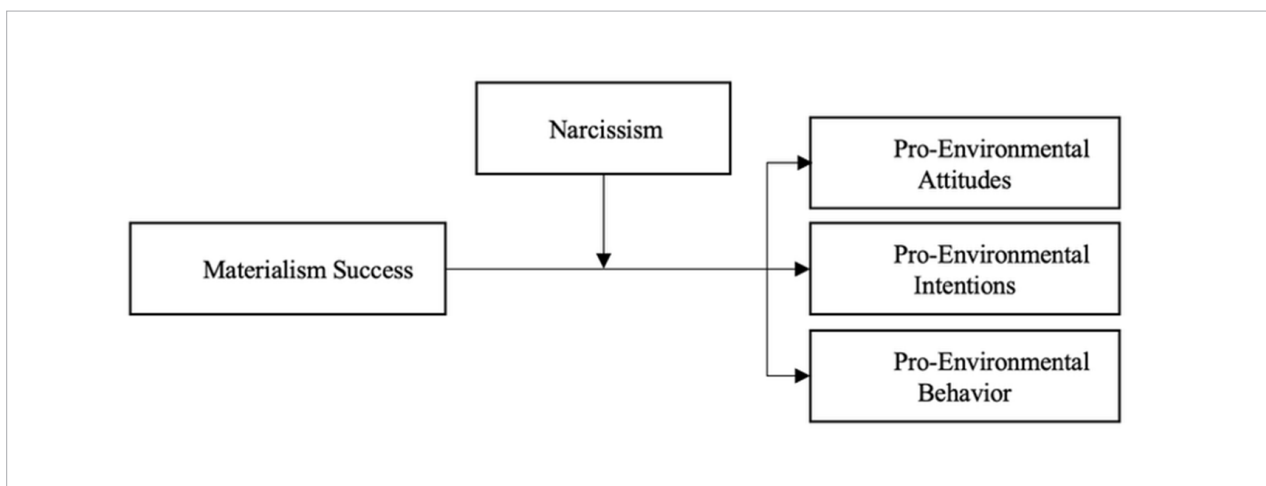 Narcissism
Pro-Environmental
Attitudes
Materialism Success
Pro-Environmental
Intentions
Pro-Environmental
Behavior